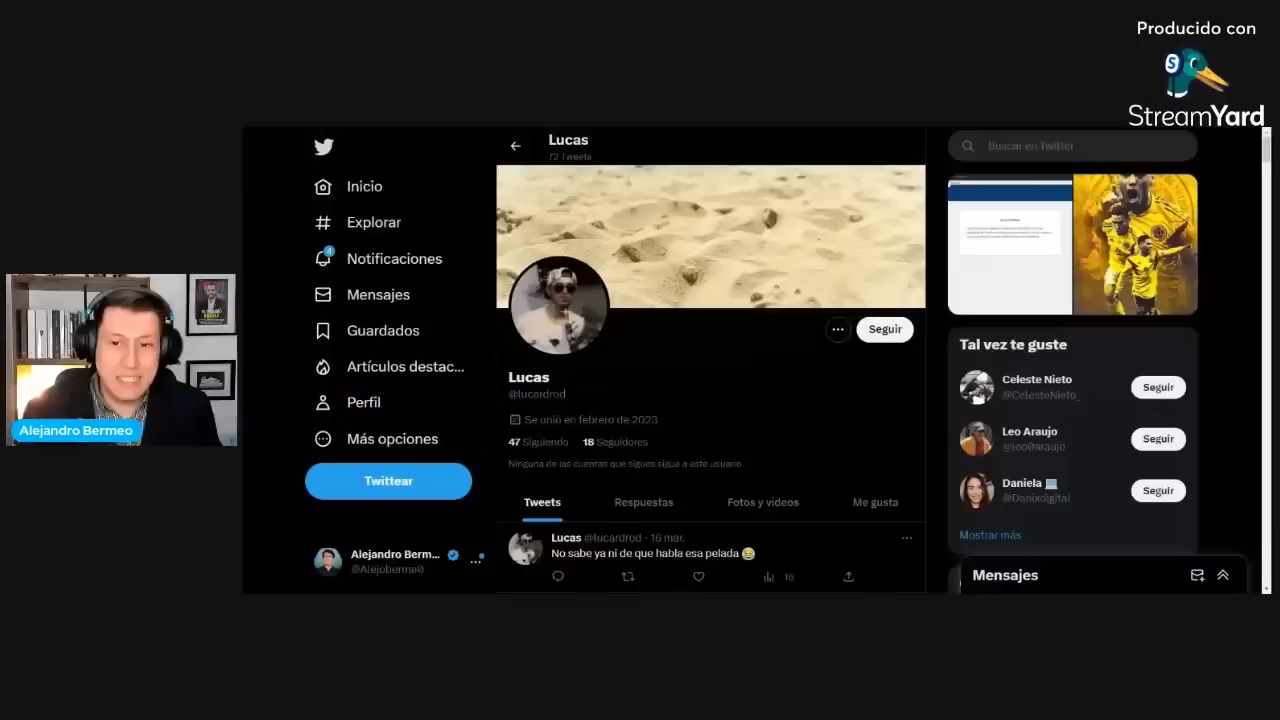 Producido con
StreamYard
Lucas
72 Tweets
Buscar en Twitter
Inicio
Explorar
4
Notificaciones
Mensajes
Guardados
Artículos destac...
Perfil
Más opciones
Twittear
Alejandro Berm...
@Alejoberme0
Alejandro Bermeo
Seguir
Lucas
@lucardrod
Se unió en febrero de 2023
47 Siguiendo 18 Seguidores
Ninguna de las cuentas que sigues sigue a este usuario
Tweets Respuestas Fotos y videos Me gusta
Lucas @lucardrod · 16 mar.
No sabe ya ni de que habla esa pelada 😂
16
Tal vez te guste
Celeste Nieto
@CelesteNieto_
Seguir
Leo Araujo
@leo0araujo
Seguir
Daniela 💻
@Danixdigital
Seguir
Mostrar más
Mensajes